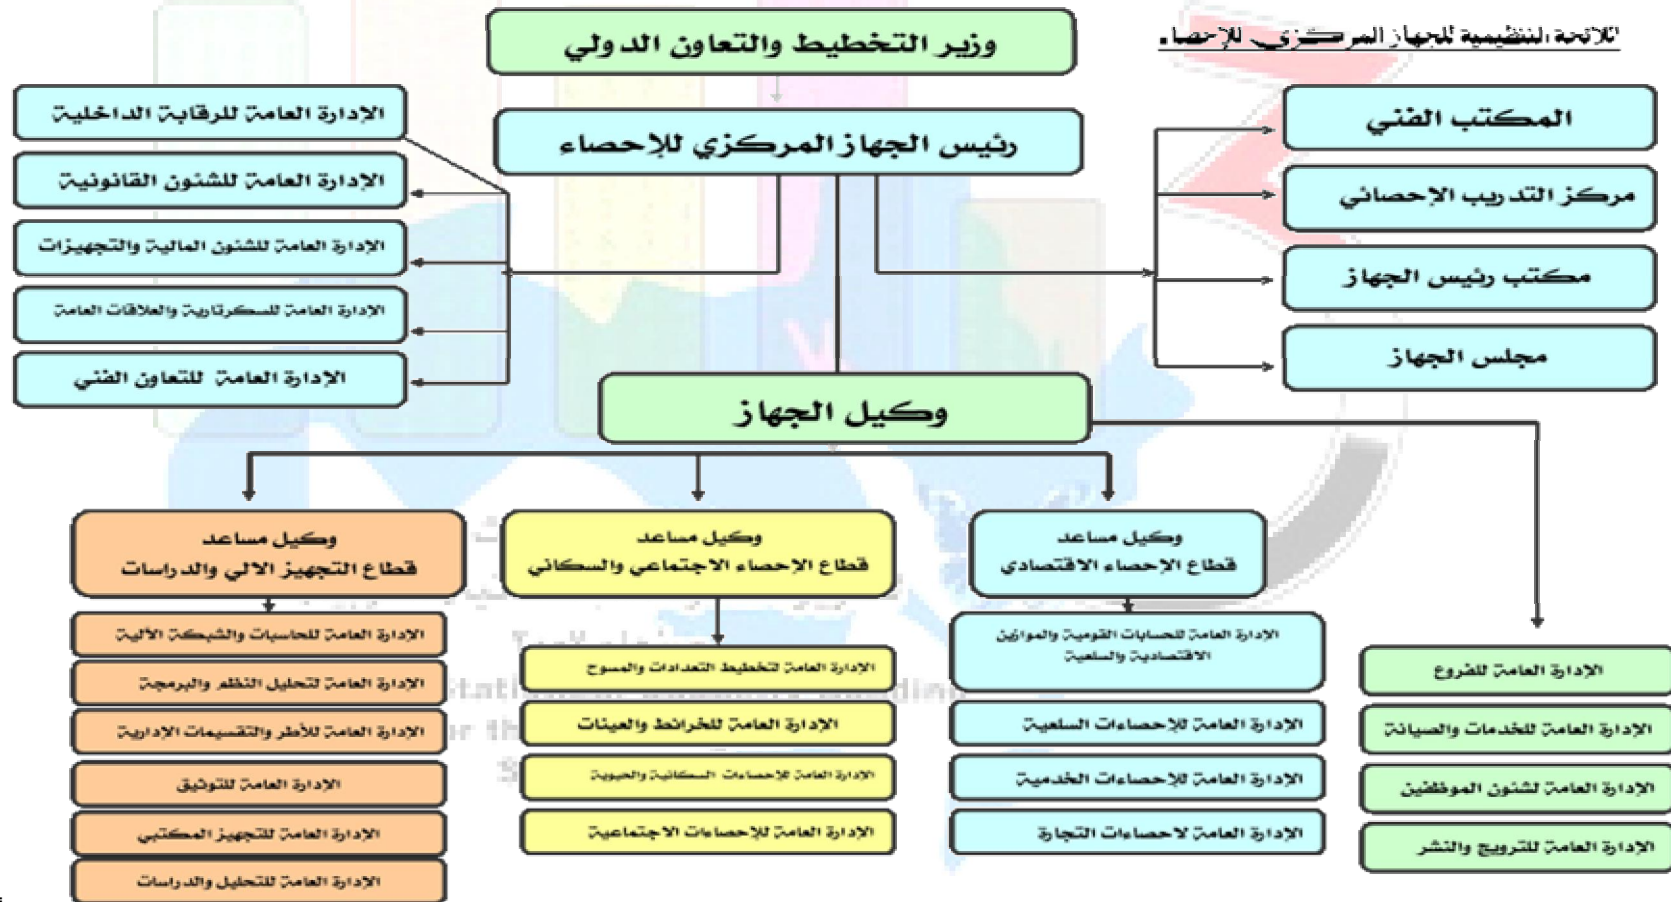 اللائحة التنظيمية للجهاز المركزي للإحصاء
وزير التخطيط والتعاون الدولي
رئيس الجهاز المركزي للإحصاء
المكتب الفني
مركز التدريب الإحصائي
مكتب رئيس الجهاز
مجلس الجهاز
الإدارة العامة للرقابة الداخلية
الإدارة العامة للشئون القانونية
الإدارة العامة للشئون المالية والتجهيزات
الإدارة العامة للسكرتارية والعلاقات العامة
الإدارة العامة للتعاون الفني
وكيل الجهاز
وكيل مساعد
قطاع الإحصاء الاقتصادي
الإدارة العامة للحسابات القومية والموازين
الاقتصادية والسلعية
الإدارة العامة للإحصاءات السلعية
الإدارة العامة للإحصاءات الخدمية
الإدارة العامة لاحصاءات التجارة
وكيل مساعد
قطاع الإحصاء الاجتماعي والسكاني
الإدارة العامة لتخطيط التعدادات والمسوح
الإدارة العامة للخرائط والعينات
الإدارة العامة للإحصاءات السكانية والحيوية
الإدارة العامة للإحصاءات الاجتماعية
وكيل مساعد
قطاع التجهيز الالي والدراسات
الإدارة العامة للحاسبات والشبكة الألية
الإدارة العامة لتحليل النظم والبرمجة
الإدارة العامة للأطر والتقسيمات الإدارية
الإدارة العامة للتوثيق
الإدارة العامة للتجهيز المكتبي
الإدارة العامة للتحليل والدراسات
الإدارة العامة للفروع
الإدارة العامة للخدمات والصيانة
الإدارة العامة لشئون الموظفين
الإدارة العامة للترويج والنشر